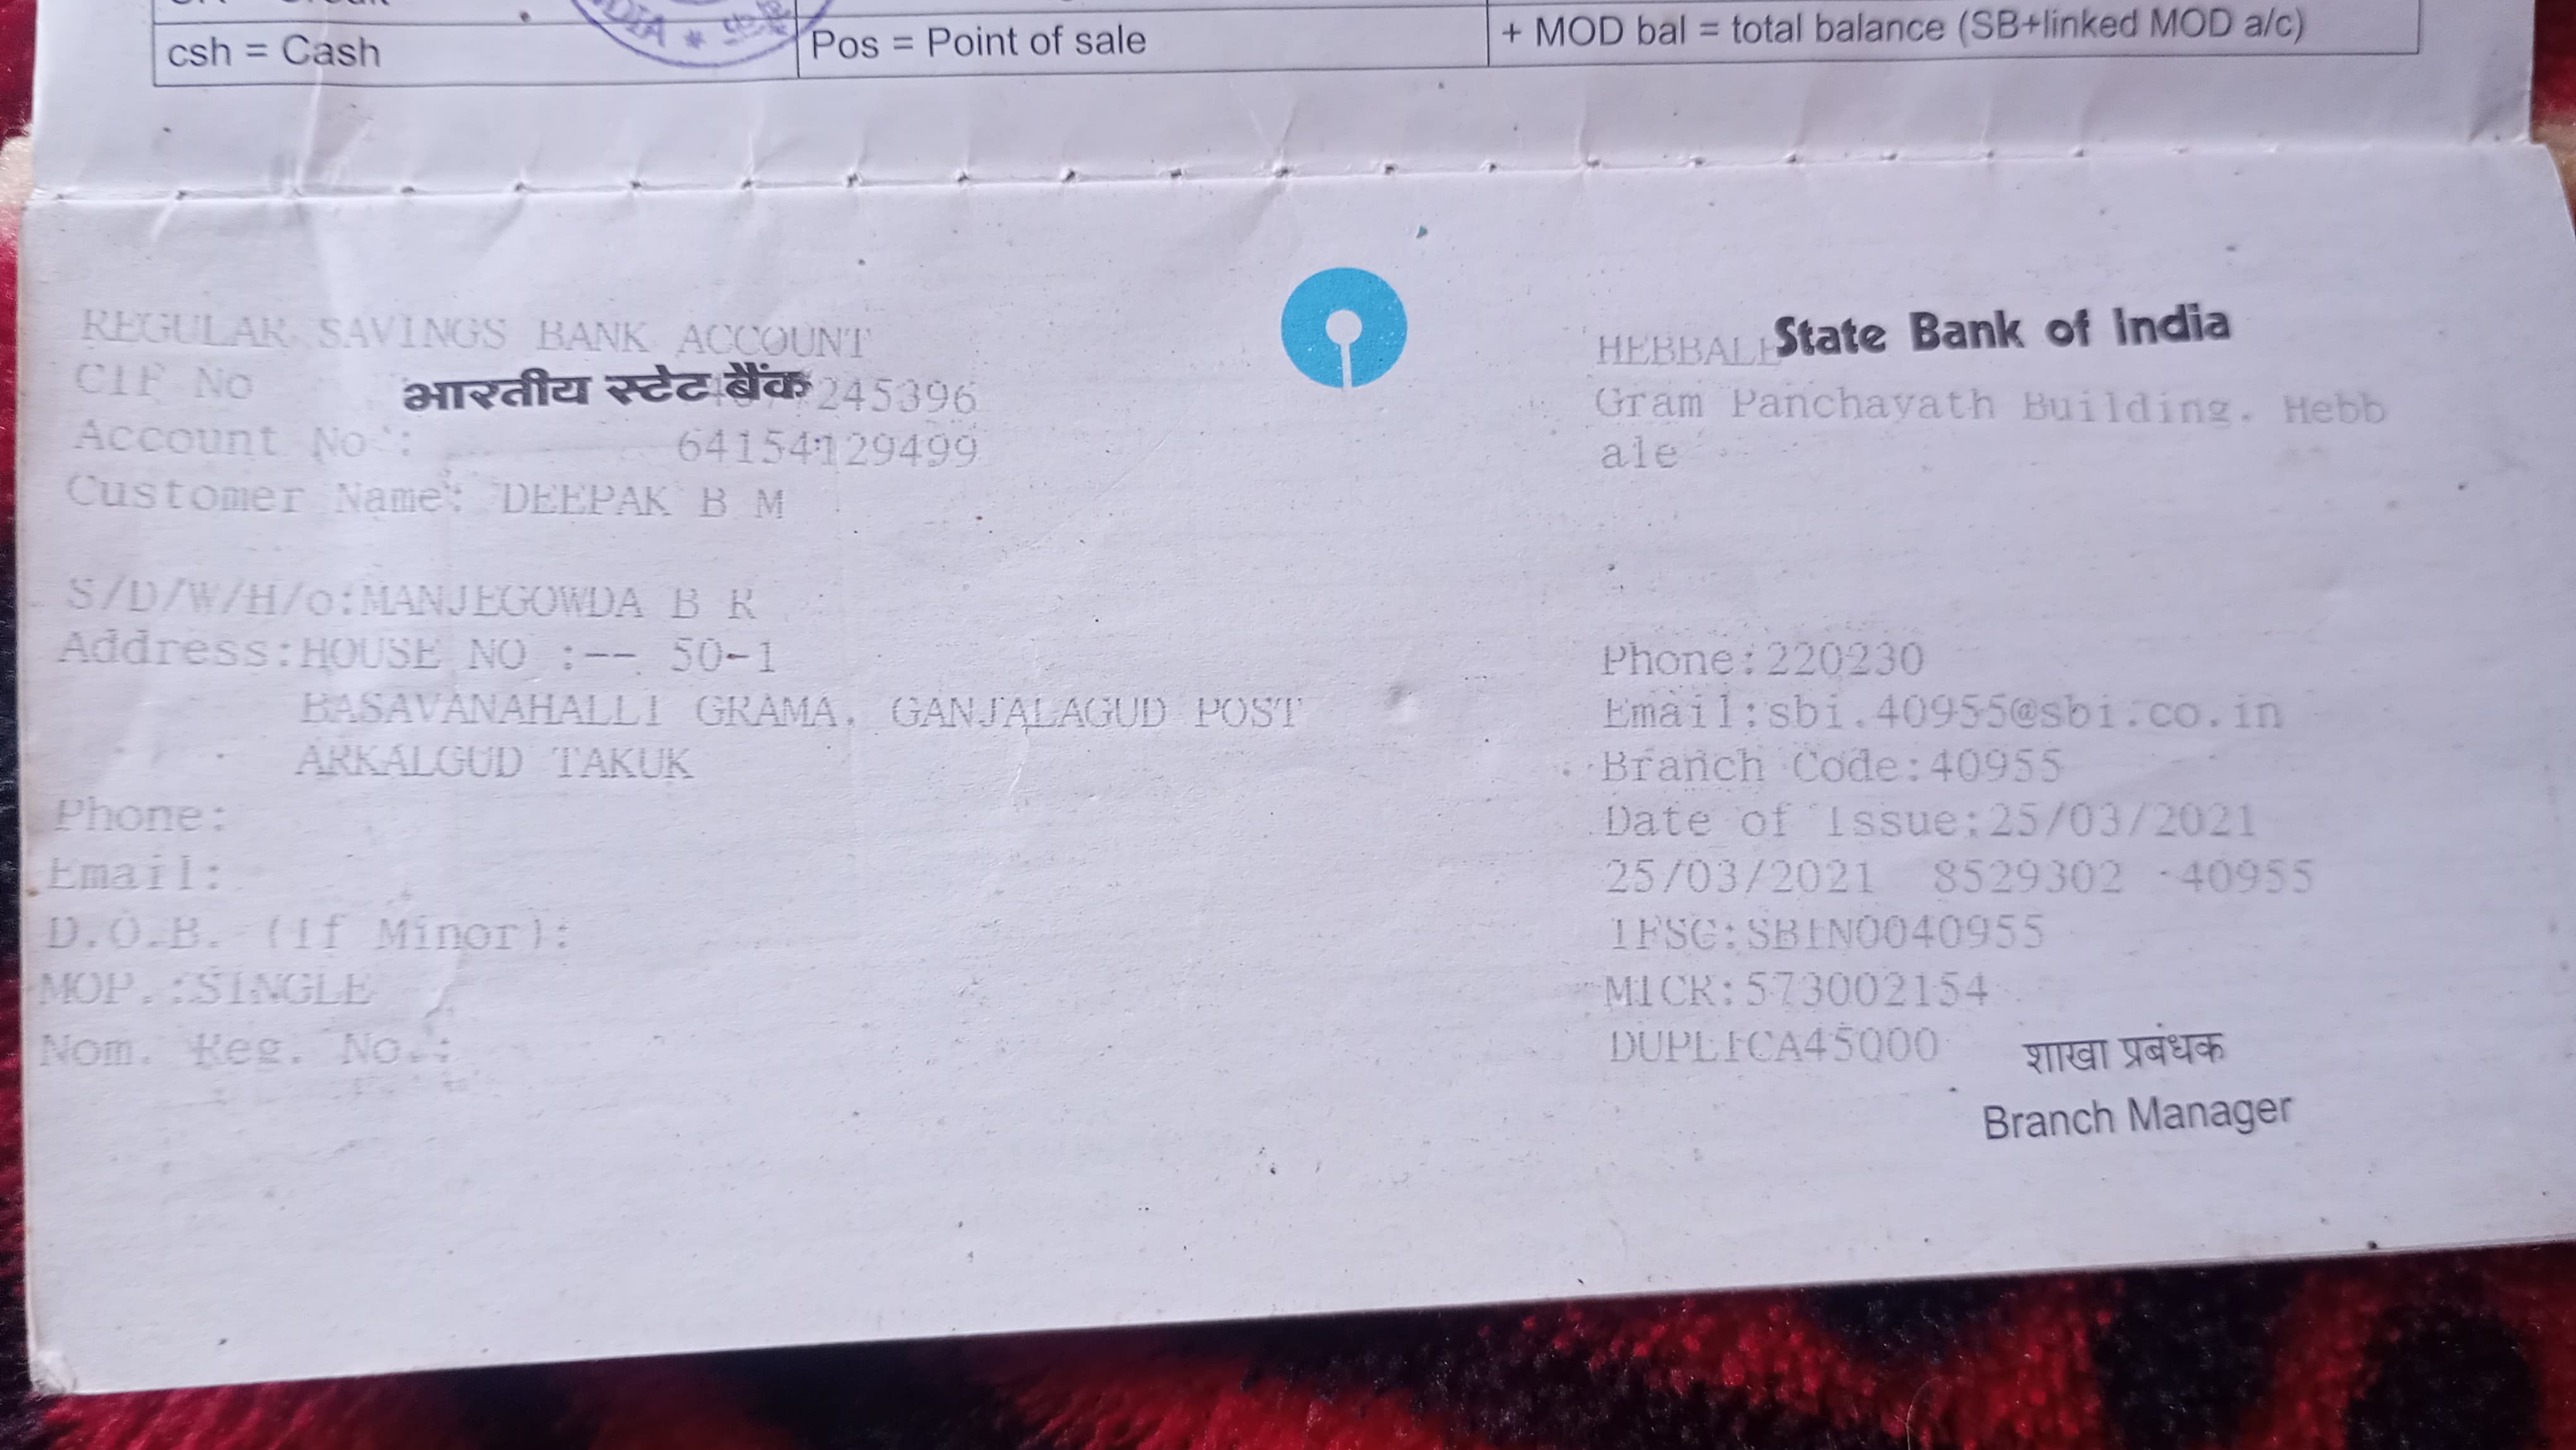 csh = Cash
Pos = Point of sale
+ MOD bal = total balance (SB+linked MOD a/c)
REGULAR SAVINGS BANK ACCOUNT
CIF No
भारतीय स्टेट बैंक
245396
Account No :
64154129499
Customer Name: DEEPAK B M
S/D/W/H/o:MANJEGOWDA B R
Address:HOUSE NO :-- 50-1
BASAVANAHALLI GRAMA, GANJALAGUD POST
ARKALGUD TAKUK
Phone:
Email:
D.O.B. (If Minor):
MOP.:SINGLE
Nom. Reg. No.:
State Bank of India
Gram Panchayath Building, Hebb
ale
Phone:220230
Email:sbi.40955@sbi.co.in
Branch Code:40955
Date of Issue:25/03/2021
25/03/2021 8529302 40955
IFSC:SBIN0040955
MICR:573002154
DUPLICA45000
शाखा प्रबंधक
Branch Manager